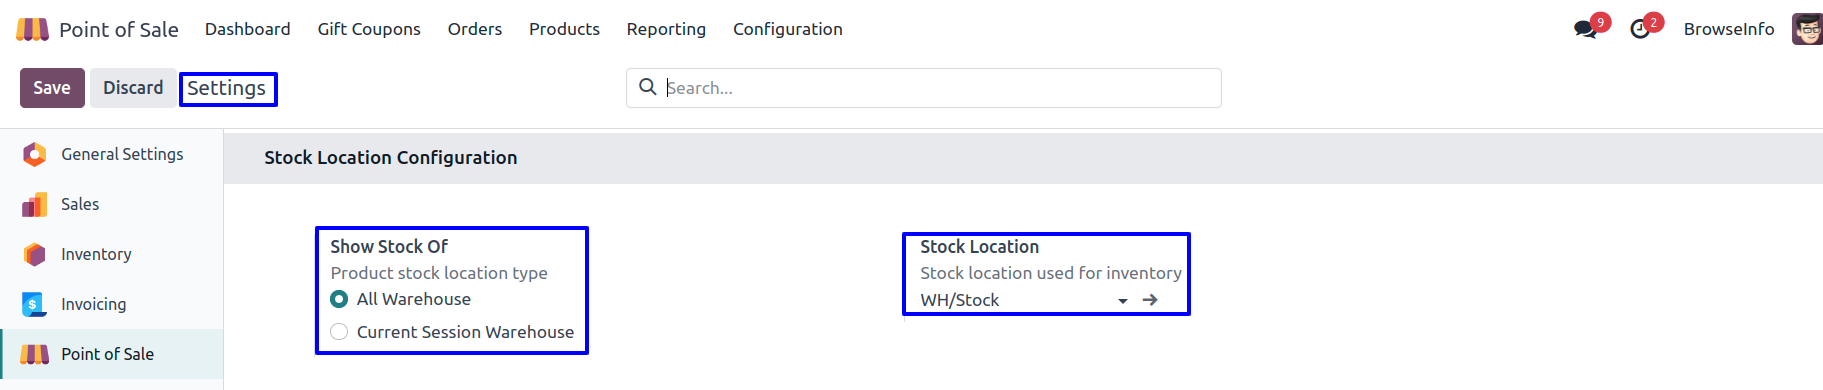 Point of Sale Dashboard Gift Coupons Orders Products Reporting Configuration 9 2 BrowseInfo
Save Discard Settings Search...
General Settings
Sales
Inventory
Invoicing
$
Point of Sale
Stock Location Configuration
Show Stock Of
Product stock location type
All Warehouse
Current Session Warehouse
Stock Location
Stock location used for inventory
WH/Stock